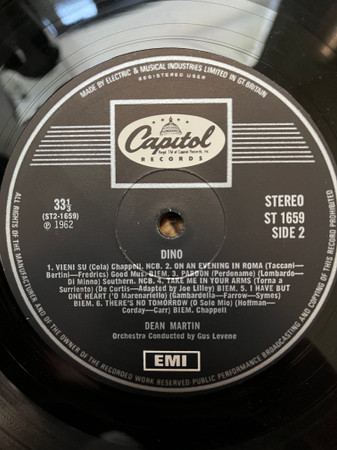 MADE BY ELECTRIC & MUSICAL INDUSTRIES LIMITED IN GT. BRITAIN
REGISTERED USER
Capitol
Regd. T.M. of Capitol Records, Inc.
RECORDS
33⅓
(ST2-1659)
Ⓟ 1962
STEREO
ST 1659
SIDE 2
DINO
1. VIENI SU (Cola) Chappell. NCB. 2. ON AN EVENING IN ROMA (Taccani—
Bertini—Fredrics) Good Mus. BIEM. 3. PARDON (Perdoname) (Lombardo—
Di Minno) Southern. NCB. 4. TAKE ME IN YOUR ARMS (Torna a
Surriento) (De Curtis—Adapted by Joe Lilley) BIEM. 5. I HAVE BUT
ONE HEART ('O Marenariello) (Gambardella—Farrow—Symes)
BIEM. 6. THERE'S NO TOMORROW (O Solo Mio) (Hoffman—
Corday—Carr) BIEM. Chappell
DEAN MARTIN
Orchestra Conducted by Gus Levene
EMI
ALL RIGHTS OF THE MANUFACTURER AND OF THE OWNER OF THE RECORDED WORK RESERVED·PUBLIC PERFORMANCE BROADCASTING AND COPYING OF THIS RECORD PROHIBITED